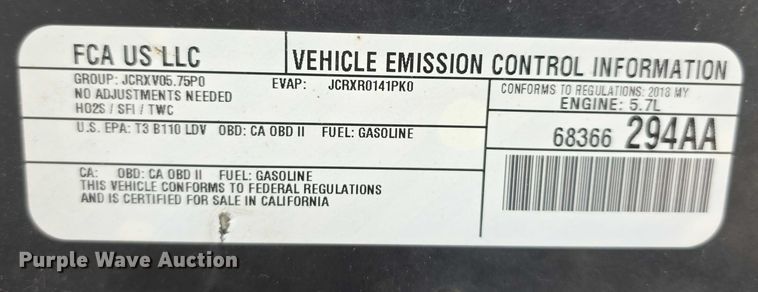 FCA US LLC
VEHICLE EMISSION CONTROL INFORMATION
GROUP: JCRXV05.75P0 EVAP: JCRXR0141PK0
NO ADJUSTMENTS NEEDED
HO2S / SFI / TWC
CONFORMS TO REGULATIONS: 2018 MY
ENGINE: 5.7L
U.S. EPA: T3 B110 LDV OBD: CA OBD II FUEL: GASOLINE
68366 294AA
CA: OBD: CA OBD II FUEL: GASOLINE
THIS VEHICLE CONFORMS TO FEDERAL REGULATIONS
AND IS CERTIFIED FOR SALE IN CALIFORNIA
Purple Wave Auction